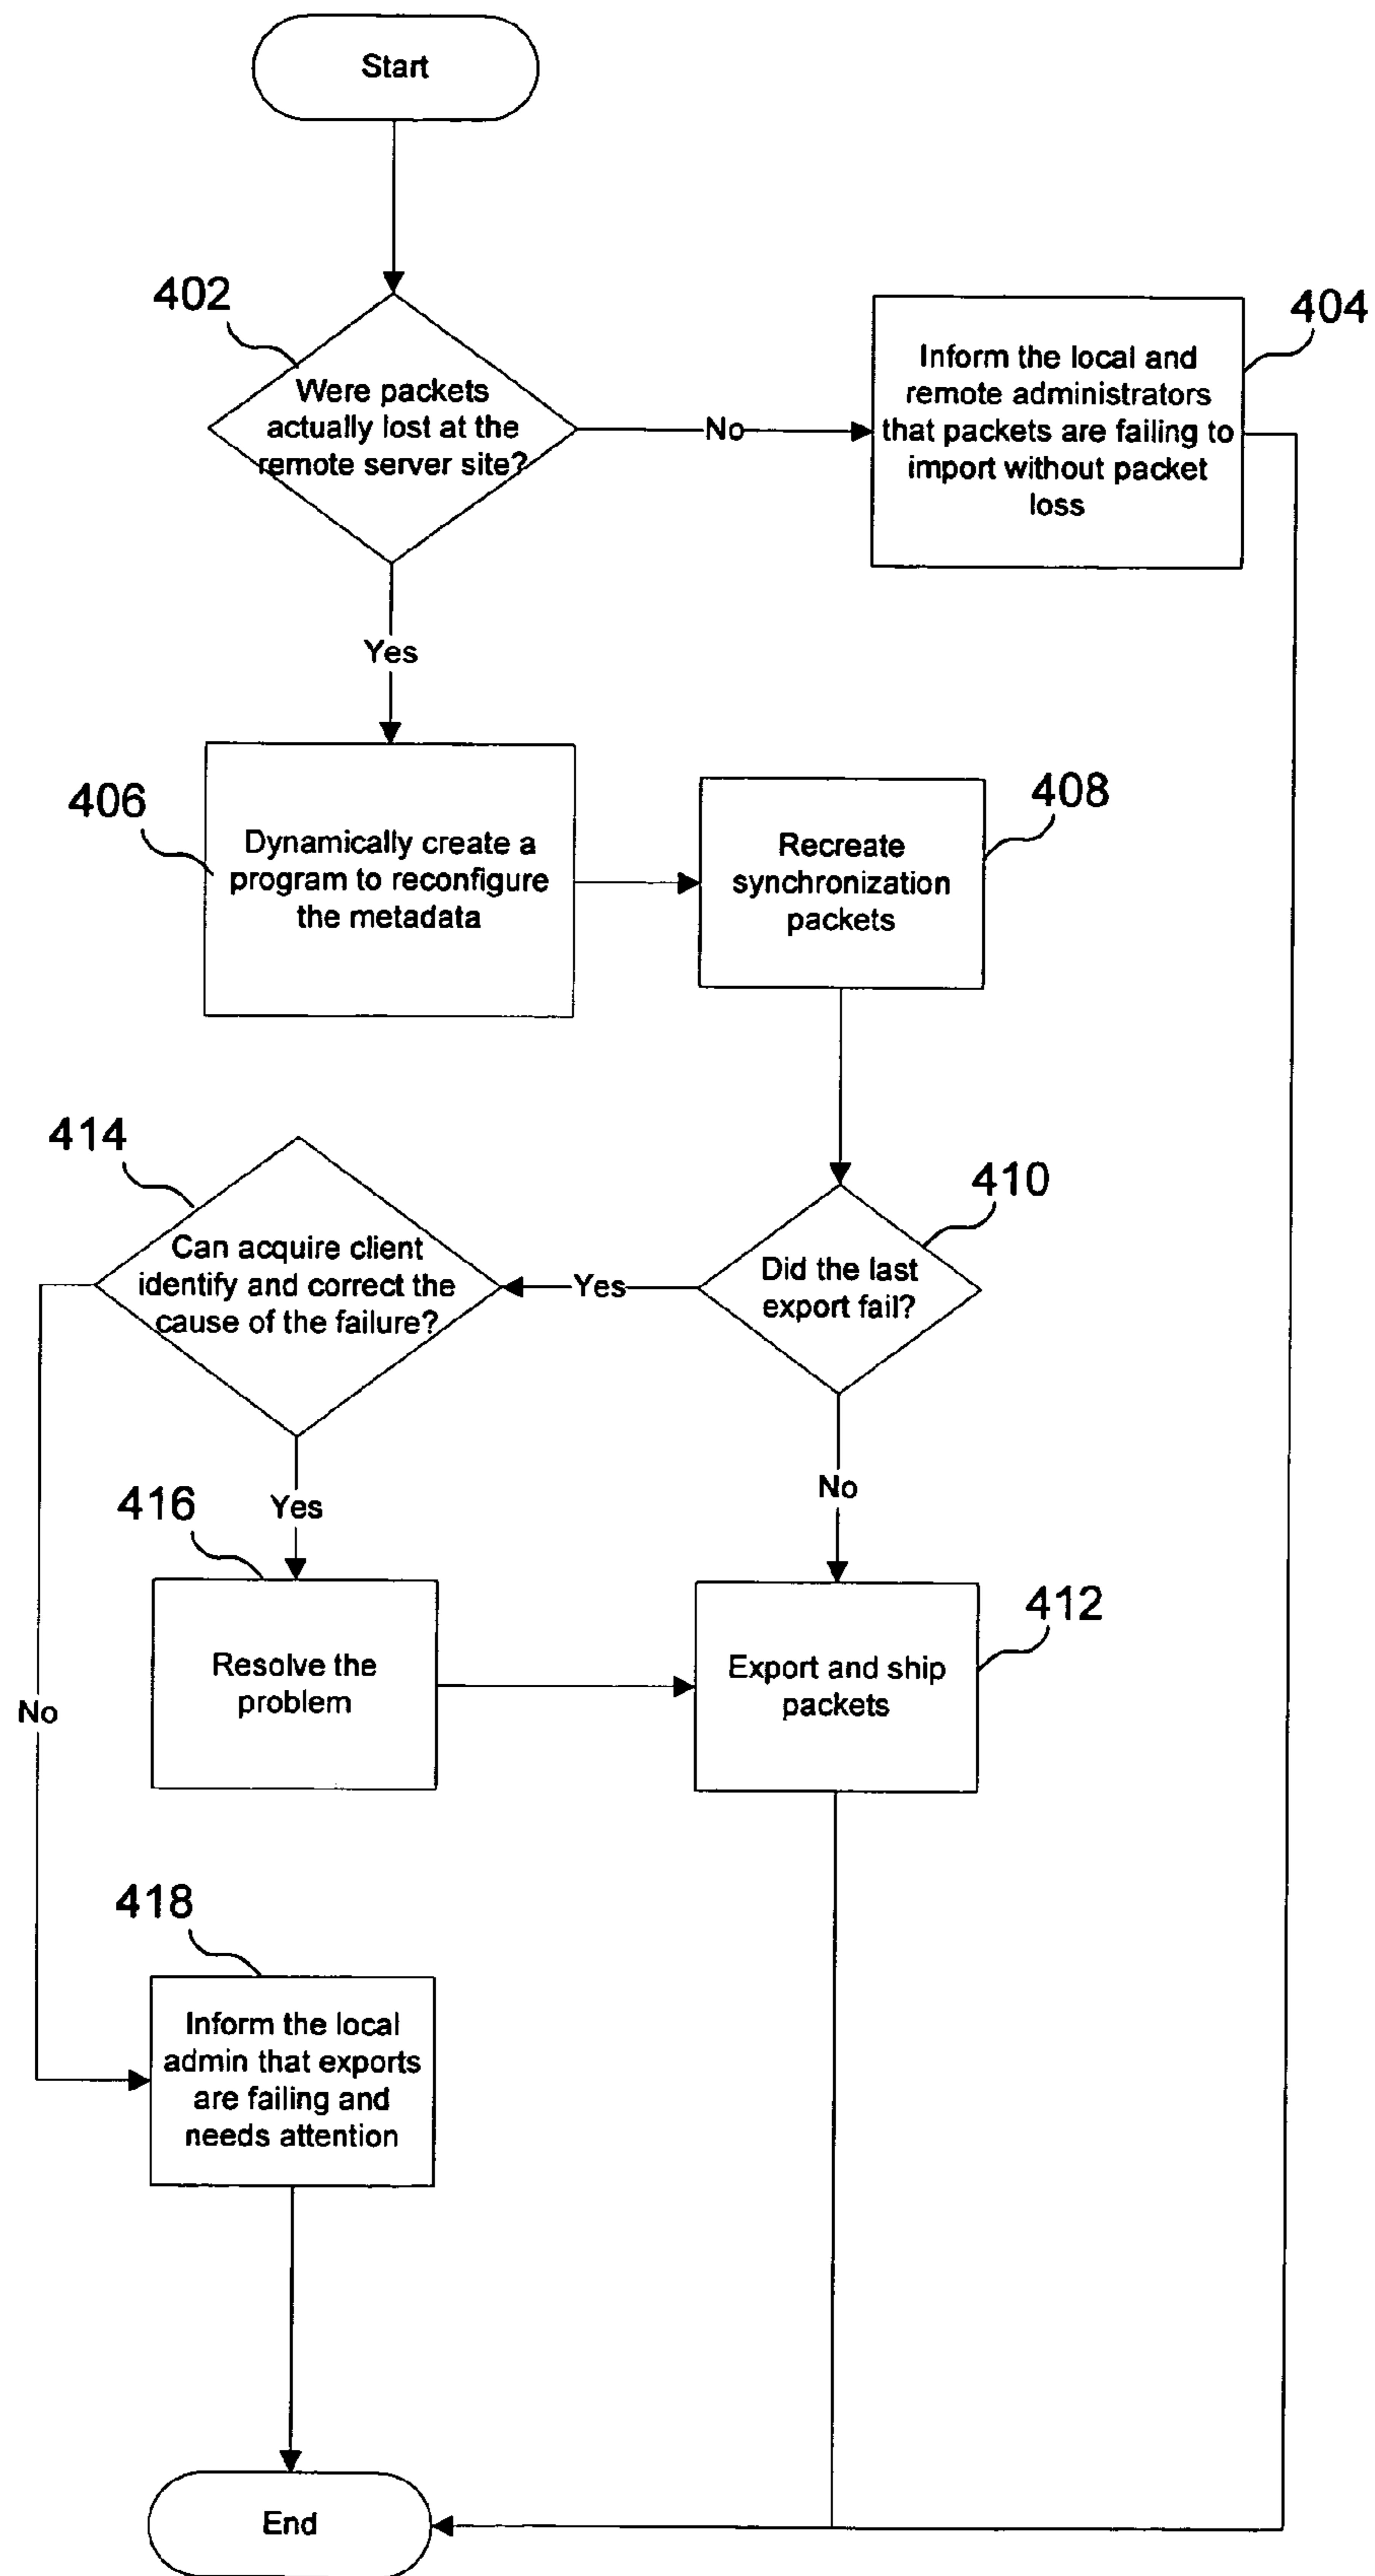 Start
402
Were packets
actually lost at the
remote server site?
No
404
Inform the local and
remote administrators
that packets are failing to
import without packet
loss
Yes
406
Dynamically create a
program to reconfigure
the metadata
408
Recreate
synchronization
packets
414
Can acquire client
identify and correct the
cause of the failure?
Yes
410
Did the last
export fail?
No
Yes
416
Resolve the
problem
412
Export and ship
packets
No
418
Inform the local
admin that exports
are failing and
needs attention
End